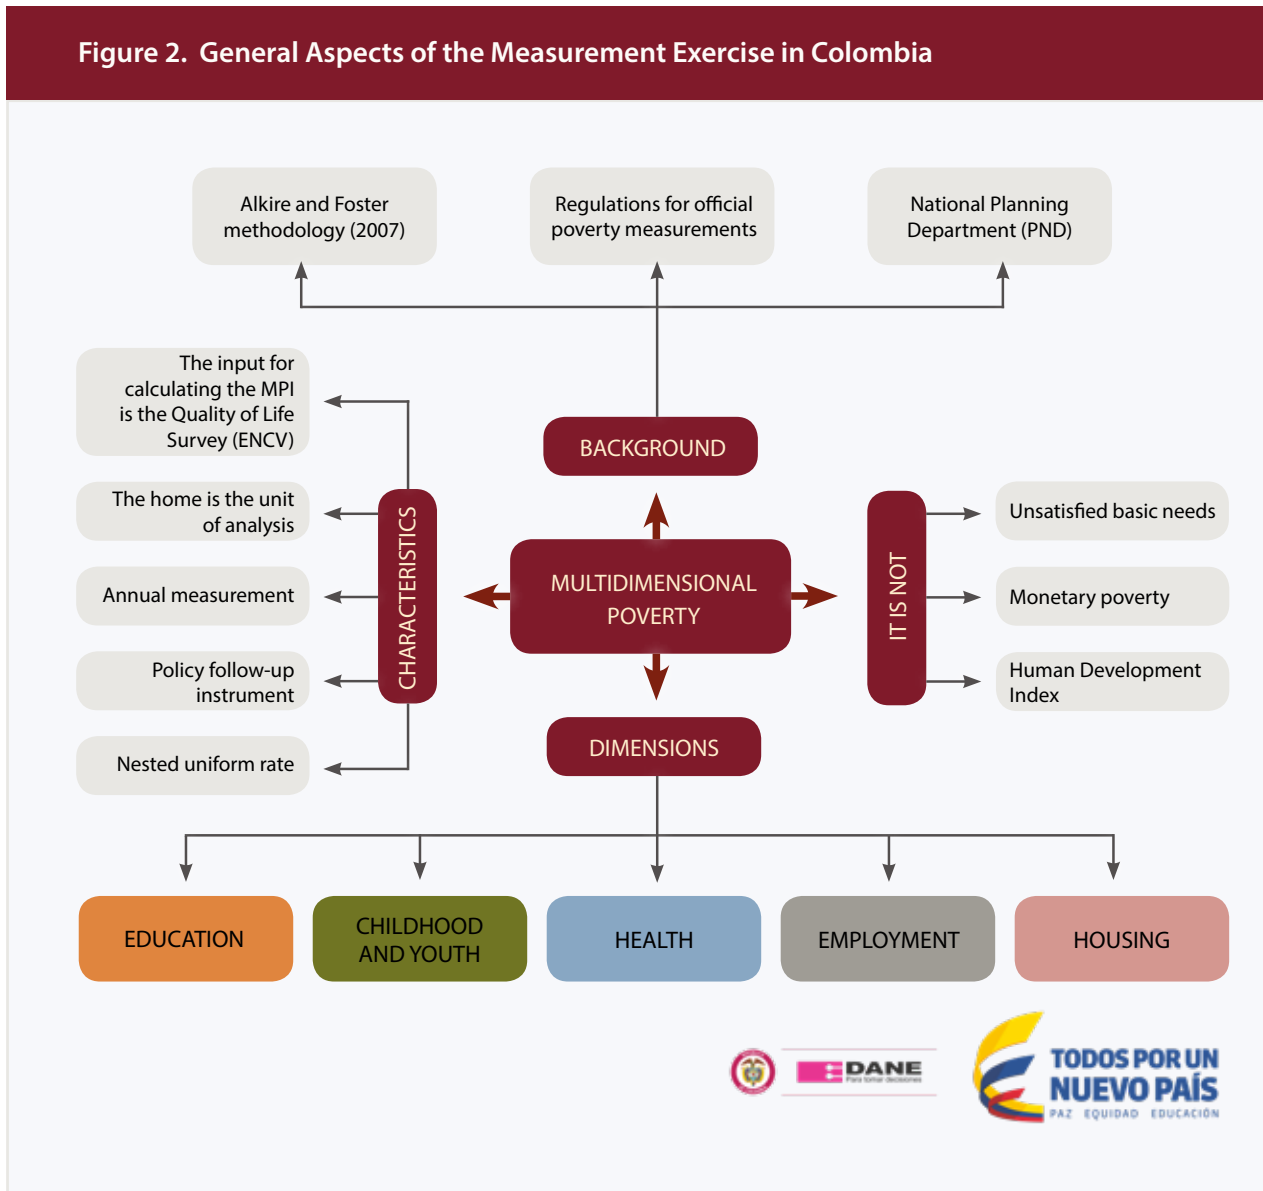 Figure 2. General Aspects of the Measurement Exercise in Colombia
Alkire and Foster
methodology (2007)
Regulations for official
poverty measurements
National Planning
Department (PND)
The input for
calculating the MPI
is the Quality of Life
Survey (ENCV)
The home is the unit
of analysis
Annual measurement
Policy follow-up
instrument
Nested uniform rate
CHARACTERISTICS
BACKGROUND
MULTIDIMENSIONAL
POVERTY
DIMENSIONS
IT IS NOT
Unsatisfied basic needs
Monetary poverty
Human Development
Index
EDUCATION
CHILDHOOD
AND YOUTH
HEALTH
EMPLOYMENT
HOUSING
DANE
Para tomar decisiones
TODOS POR UN
NUEVO PAÍS
PAZ EQUIDAD EDUCACIÓN